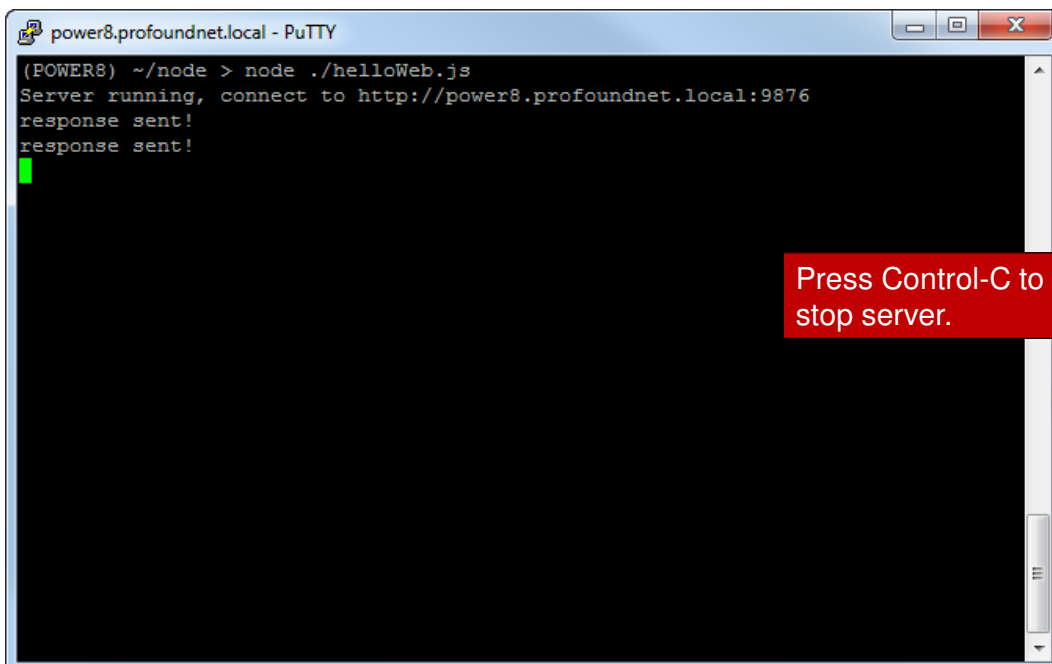 power8.profoundnet.local - PuTTY
(POWER8) ~/node > node ./helloWeb.js
Server running, connect to http://power8.profoundnet.local:9876
response sent!
response sent!
Press Control-C to
stop server.